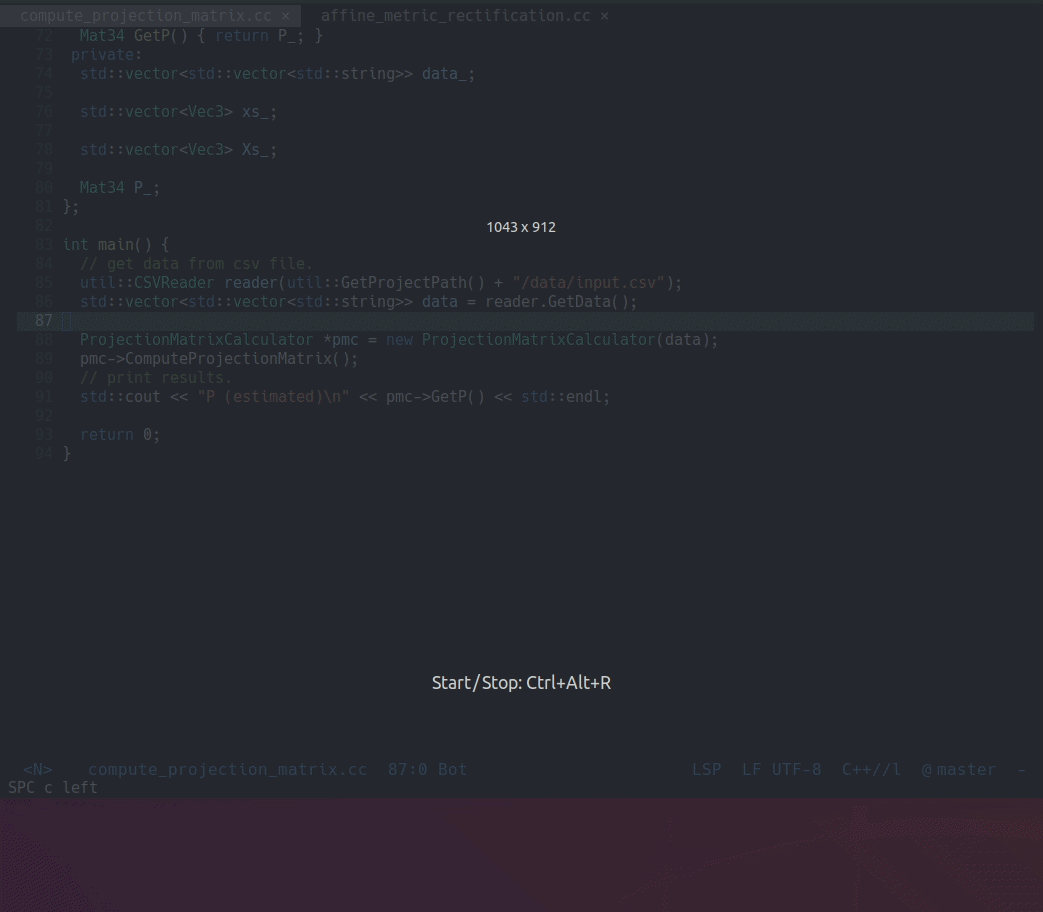 compute_projection_matrix.cc × affine_metric_rectification.cc ×
72 Mat34 GetP() { return P_; }
73 private:
74 std::vector<std::vector<std::string>> data_;
75
76 std::vector<Vec3> xs_;
77
78 std::vector<Vec3> Xs_;
79
80 Mat34 P_;
81 };
82
1043 x 912
83 int main() {
84 // get data from csv file.
85 util::CSVReader reader(util::GetProjectPath() + "/data/input.csv");
86 std::vector<std::vector<std::string>> data = reader.GetData();
87
88 ProjectionMatrixCalculator *pmc = new ProjectionMatrixCalculator(data);
89 pmc->ComputeProjectionMatrix();
90 // print results.
91 std::cout << "P (estimated)\n" << pmc->GetP() << std::endl;
92
93 return 0;
94 }
Start/Stop: Ctrl+Alt+R
<N> compute_projection_matrix.cc 87:0 Bot LSP LF UTF-8 C++//l @master -
SPC c left